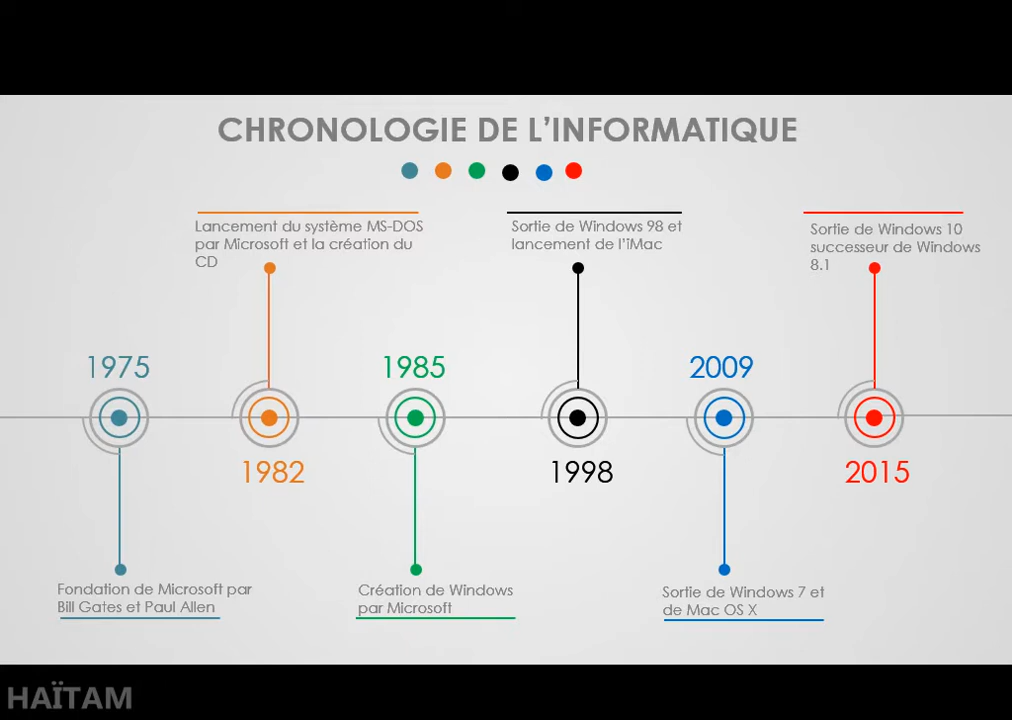 CHRONOLOGIE DE L'INFORMATIQUE
Lancement du système MS-DOS
par Microsoft et la création du
CD
Sortie de Windows 98 et
lancement de l'iMac
Sortie de Windows 10
successeur de Windows
8.1
1975
1985
2009
1982
1998
2015
Fondation de Microsoft par
Bill Gates et Paul Allen
Création de Windows
par Microsoft
Sortie de Windows 7 et
de Mac OS X
HAÏTAM